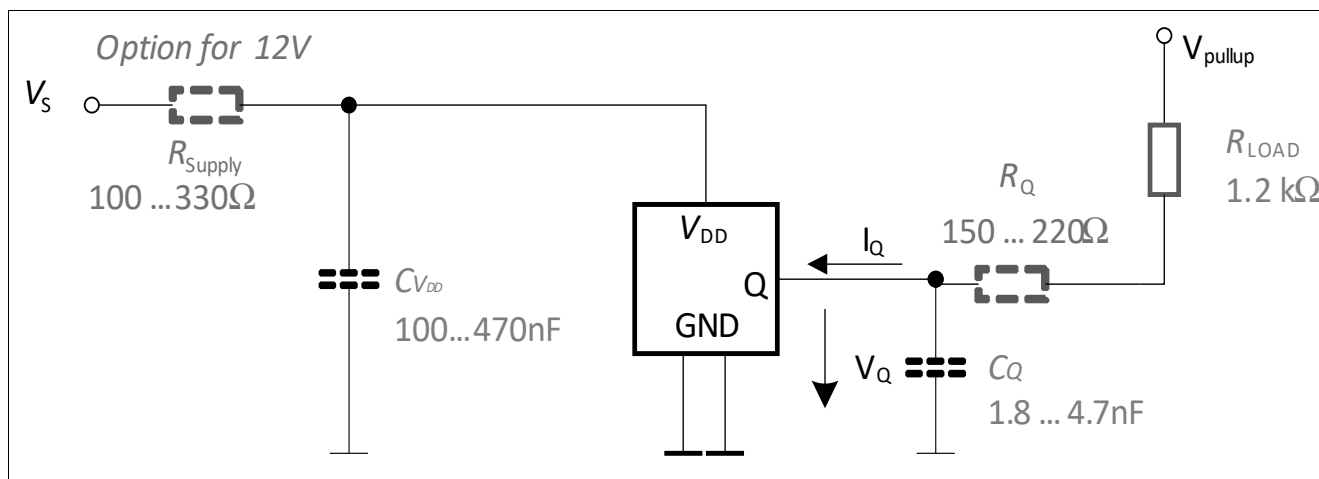 Option for 12V
V_S
R_Supply
100 ...330Ω
C_VDD
100...470nF
V_DD
Q
GND
I_Q
V_Q
R_Q
150 ... 220Ω
C_Q
1.8 ... 4.7nF
V_pullup
R_LOAD
1.2 kΩ